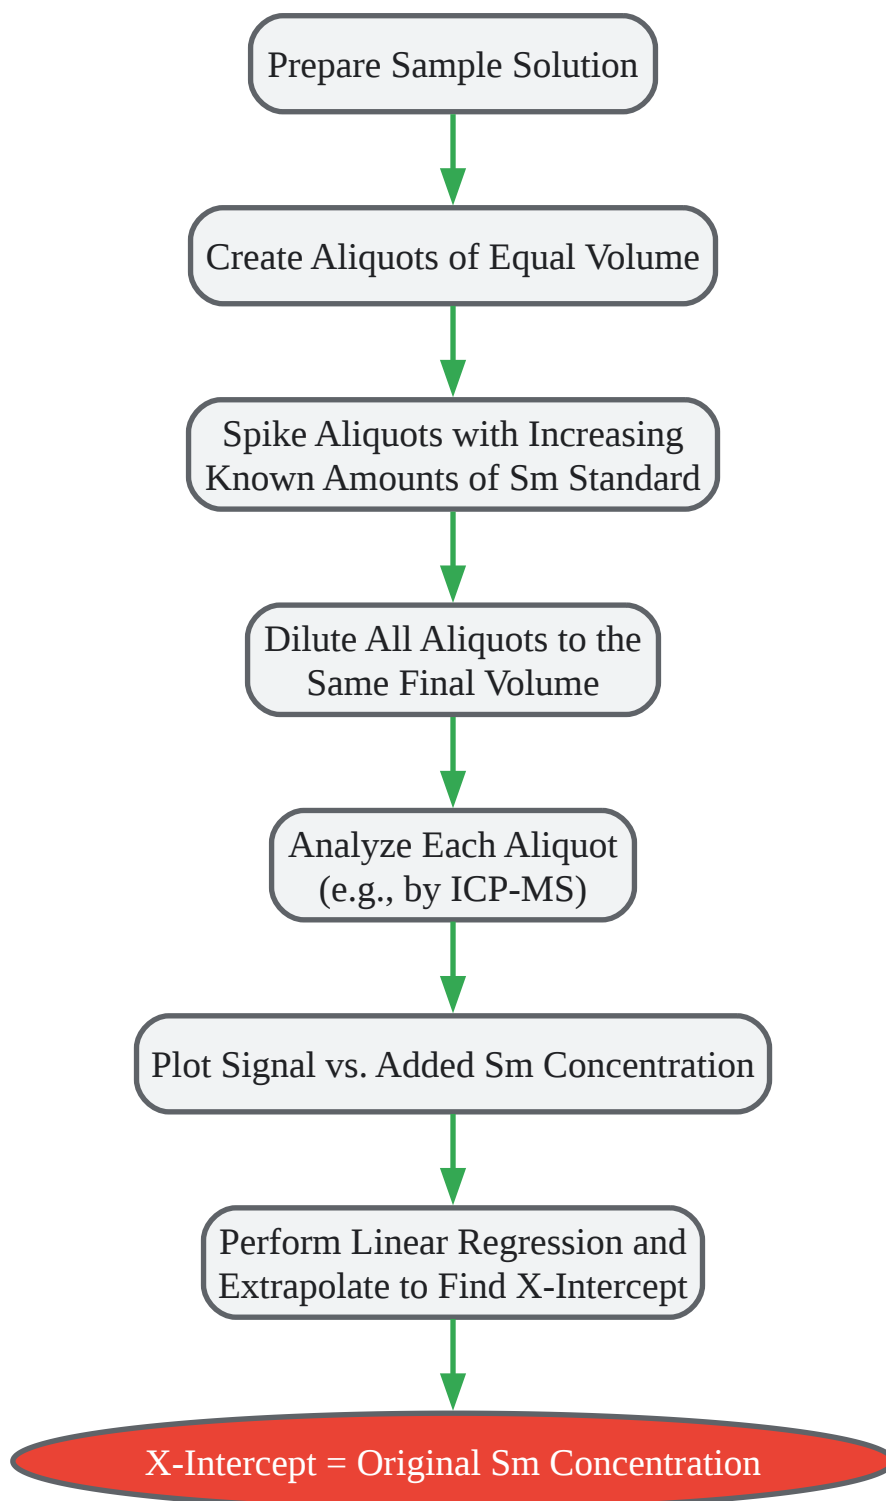 Prepare Sample Solution
Create Aliquots of Equal Volume
Spike Aliquots with Increasing
Known Amounts of Sm Standard
Dilute All Aliquots to the
Same Final Volume
Analyze Each Aliquot
(e.g., by ICP-MS)
Plot Signal vs. Added Sm Concentration
Perform Linear Regression and
Extrapolate to Find X-Intercept
X-Intercept = Original Sm Concentration